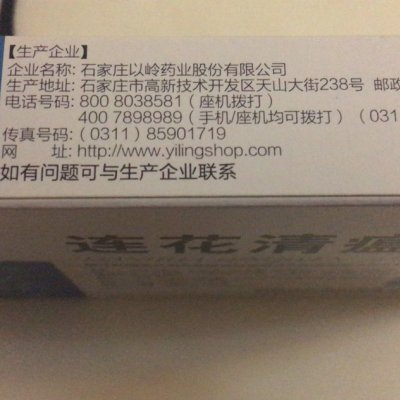 【生产企业】
企业名称: 石家庄以岭药业股份有限公司
生产地址: 石家庄市高新技术开发区天山大街238号 邮政
电话号码: 800 8038581（座机拨打）
400 7898989（手机/座机均可拨打）（031
传真号码:（0311）85901719
网 址: http://www.yilingshop.com
如有问题可与生产企业联系
连花清瘟